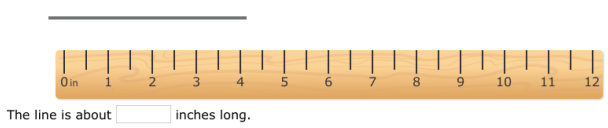 0 in 1 2 3 4 5 6 7 8 9 10 11 12
The line is about inches long.